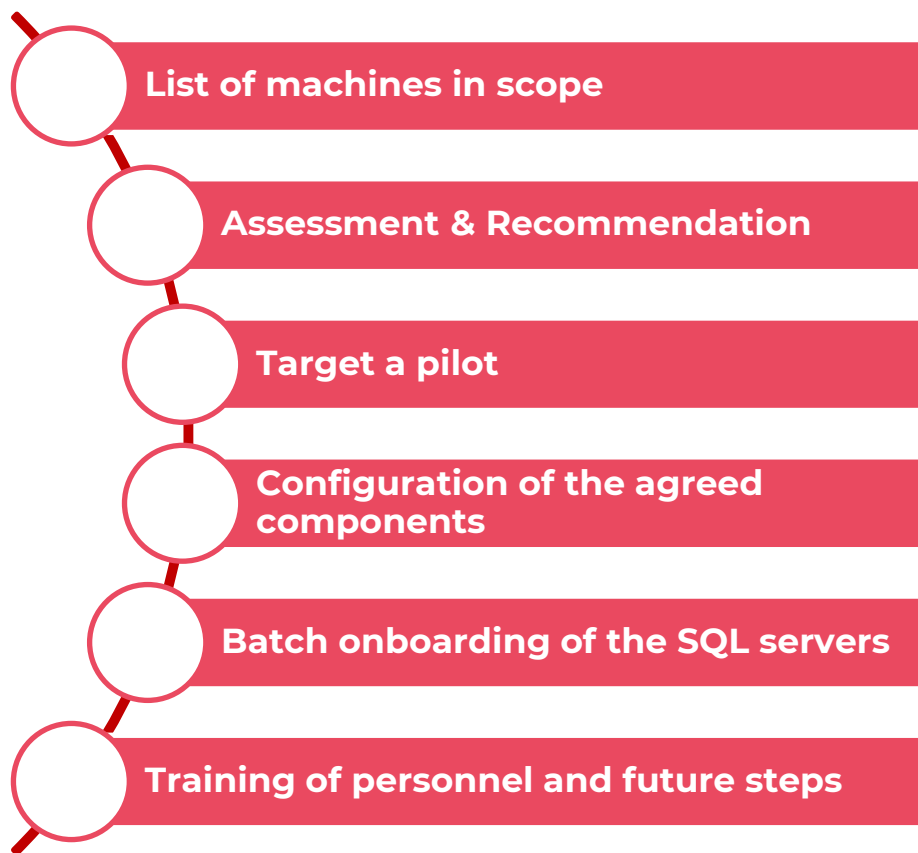 List of machines in scope
Assessment & Recommendation
Target a pilot
Configuration of the agreed
components
Batch onboarding of the SQL servers
Training of personnel and future steps